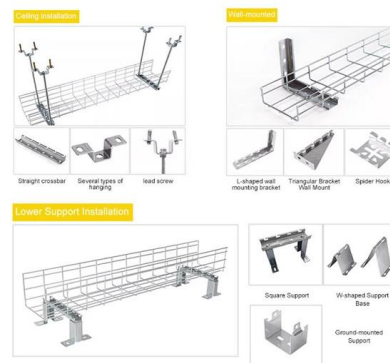 Ceiling installation
Wall-mounted
Straight crossbar
Several types of
hanging
lead screw
L-shaped wall
mounting bracket
Triangular Bracket
Wall Mount
Spider Hook
Lower Support Installation
Square Support
W-shaped Support
Base
Ground-mounted
Support